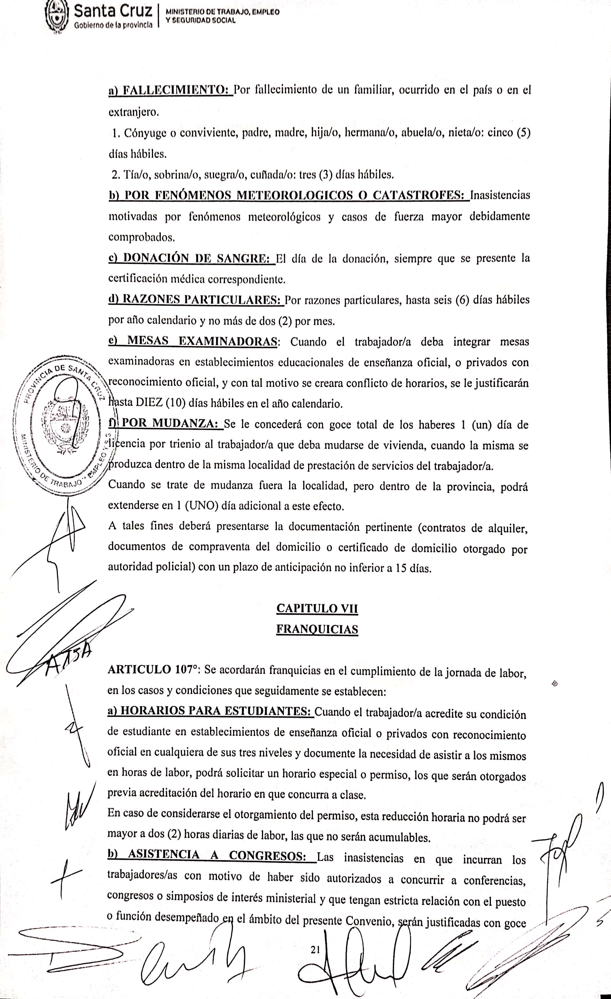 Santa Cruz
Gobierno de la provincia
MINISTERIO DE TRABAJO, EMPLEO
Y SEGURIDAD SOCIAL
a) FALLECIMIENTO: Por fallecimiento de un familiar, ocurrido en el país o en el
extranjero.
1. Cónyuge o conviviente, padre, madre, hija/o, hermana/o, abuela/o, nieta/o: cinco (5)
días hábiles.
2. Tía/o, sobrina/o, suegra/o, cuñada/o: tres (3) días hábiles.
b) POR FENÓMENOS METEOROLOGICOS O CATASTROFES: Inasistencias
motivadas por fenómenos meteorológicos y casos de fuerza mayor debidamente
comprobados.
c) DONACIÓN DE SANGRE: El día de la donación, siempre que se presente la
certificación médica correspondiente.
d) RAZONES PARTICULARES: Por razones particulares, hasta seis (6) días hábiles
por año calendario y no más de dos (2) por mes.
e) MESAS EXAMINADORAS: Cuando el trabajador/a deba integrar mesas
examinadoras en establecimientos educacionales de enseñanza oficial, o privados con
reconocimiento oficial, y con tal motivo se creara conflicto de horarios, se le justificarán
hasta DIEZ (10) días hábiles en el año calendario.
f) POR MUDANZA: Se le concederá con goce total de los haberes 1 (un) día de
licencia por trienio al trabajador/a que deba mudarse de vivienda, cuando la misma se
produzca dentro de la misma localidad de prestación de servicios del trabajador/a.
Cuando se trate de mudanza fuera la localidad, pero dentro de la provincia, podrá
extenderse en 1 (UNO) día adicional a este efecto.
A tales fines deberá presentarse la documentación pertinente (contratos de alquiler,
documentos de compraventa del domicilio o certificado de domicilio otorgado por
autoridad policial) con un plazo de anticipación no inferior a 15 días.
PROVINCIA DE SANTA CRUZ
MINISTERIO DE TRABAJO EMPLEO Y S.S
CAPITULO VII
FRANQUICIAS
ATSA
ARTICULO 107°: Se acordarán franquicias en el cumplimiento de la jornada de labor,
en los casos y condiciones que seguidamente se establecen:
a) HORARIOS PARA ESTUDIANTES: Cuando el trabajador/a acredite su condición
de estudiante en establecimientos de enseñanza oficial o privados con reconocimiento
oficial en cualquiera de sus tres niveles y documente la necesidad de asistir a los mismos
en horas de labor, podrá solicitar un horario especial o permiso, los que serán otorgados
previa acreditación del horario en que concurra a clase.
En caso de considerarse el otorgamiento del permiso, esta reducción horaria no podrá ser
mayor a dos (2) horas diarias de labor, las que no serán acumulables.
b) ASISTENCIA A CONGRESOS: Las inasistencias en que incurran los
trabajadores/as con motivo de haber sido autorizados a concurrir a conferencias,
congresos o simposios de interés ministerial y que tengan estricta relación con el puesto
o función desempeñado en el ámbito del presente Convenio, serán justificadas con goce
21